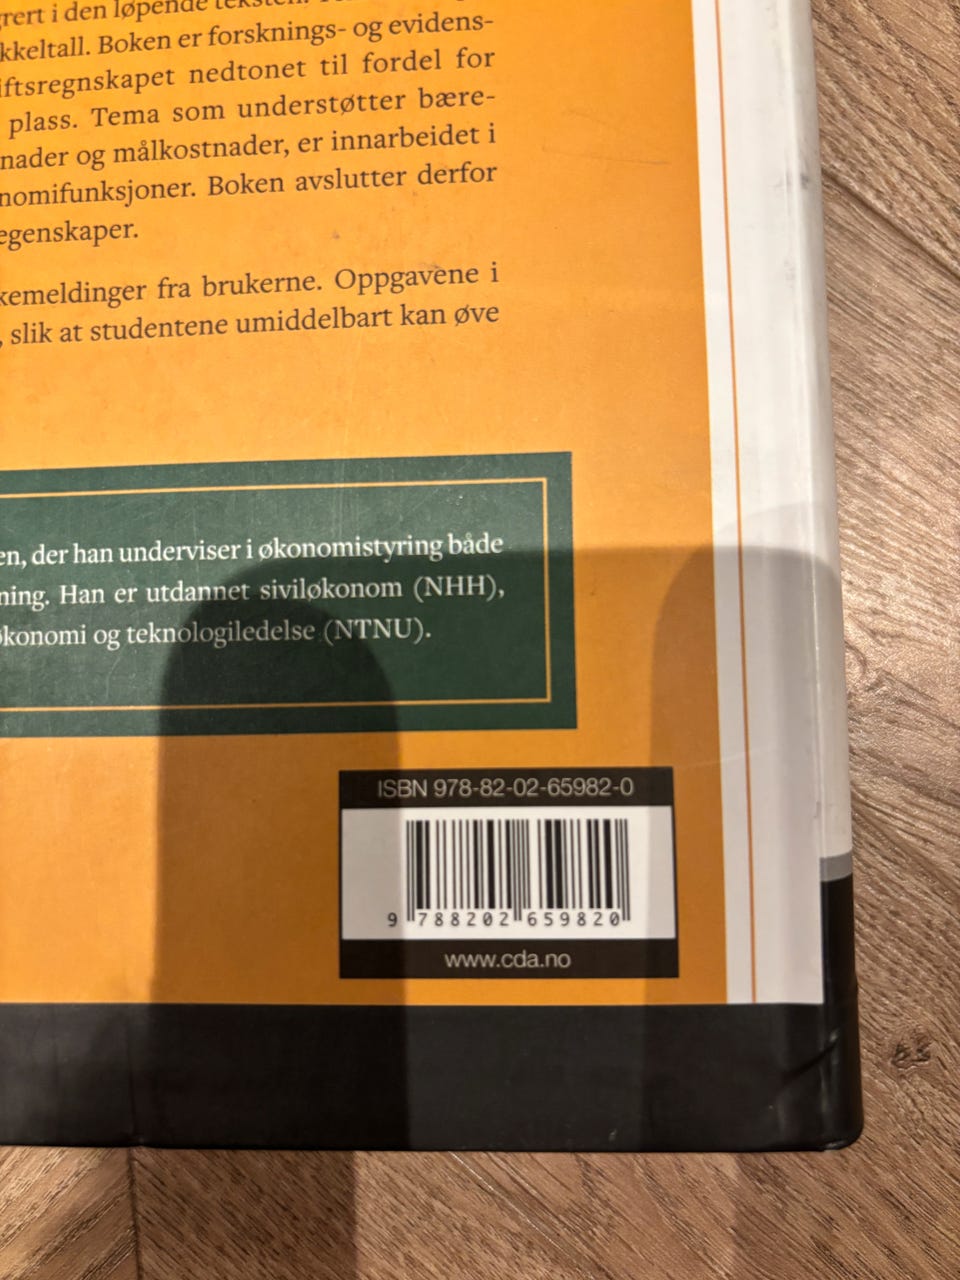 grert i den løpende teksten.
kkeltall. Boken er forsknings- og evidens-
iftsregnskapet nedtonet til fordel for
plass. Tema som understøtter bære-
nader og målkostnader, er innarbeidet i
nomifunksjoner. Boken avslutter derfor
egenskaper.
kemeldinger fra brukerne. Oppgavene i
, slik at studentene umiddelbart kan øve
en, der han underviser i økonomistyring både
ning. Han er utdannet siviløkonom (NHH),
økonomi og teknologiledelse (NTNU).
ISBN 978-82-02-65982-0
9 788202 659820
www.cda.no